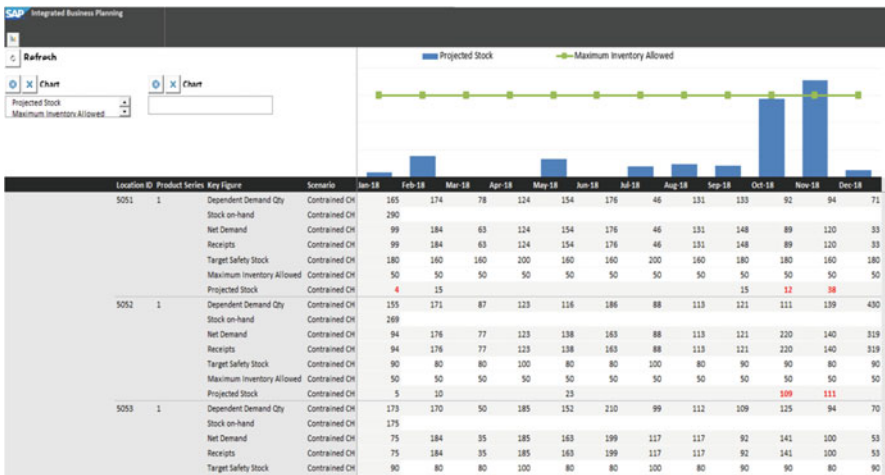 SAP Integrated Business Planning
Refresh
Chart
Chart
Projected Stock
Maximum Inventory Allowed
Projected Stock
Maximum Inventory Allowed
Location ID Product Series Key Figure Scenario Jan-18 Feb-18 Mar-18 Apr-18 May-18 Jun-18 Jul-18 Aug-18 Sep-18 Oct-18 Nov-18 Dec-18
5051 1 Dependent Demand Qty Contrained CH 165 174 78 124 154 176 46 131 133 92 94 71
Stock on-hand Contrained CH 290
Net Demand Contrained CH 99 184 63 124 154 176 46 131 148 89 120 33
Receipts Contrained CH 99 184 63 124 154 176 46 131 148 89 120 33
Target Safety Stock Contrained CH 180 160 160 200 160 160 200 160 180 180 160 180
Maximum Inventory Allowed Contrained CH 50 50 50 50 50 50 50 50 50 50 50 50
Projected Stock Contrained CH 4 15 15 12 38
5052 1 Dependent Demand Qty Contrained CH 155 171 87 123 116 186 88 113 121 111 139 430
Stock on-hand Contrained CH 269
Net Demand Contrained CH 94 176 77 123 138 163 88 113 121 220 140 319
Receipts Contrained CH 94 176 77 123 138 163 88 113 121 220 140 319
Target Safety Stock Contrained CH 90 80 80 100 80 80 100 80 90 90 80 90
Maximum Inventory Allowed Contrained CH 50 50 50 50 50 50 50 50 50 50 50 50
Projected Stock Contrained CH 5 10 23 109 111
5053 1 Dependent Demand Qty Contrained CH 173 170 50 185 152 210 99 112 109 125 94 70
Stock on-hand Contrained CH 175
Net Demand Contrained CH 75 184 35 185 163 199 117 117 92 141 100 53
Receipts Contrained CH 75 184 35 185 163 199 117 117 92 141 100 53
Target Safety Stock Contrained CH 90 80 80 100 80 80 100 80 90 90 80 90